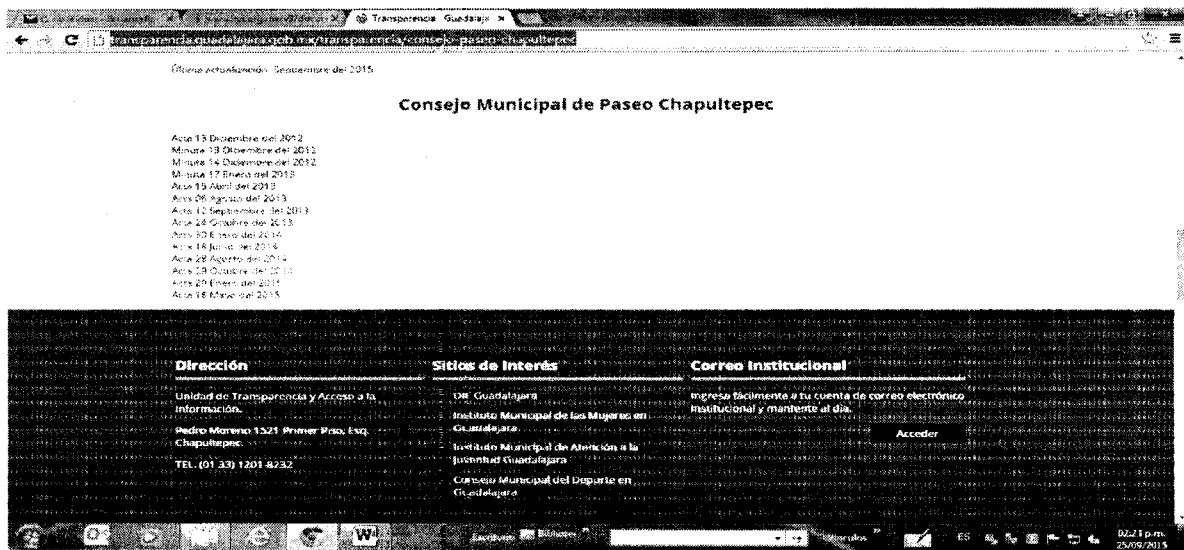 Transparencia Guadalaja
transparencia.guadalajara.gob.mx/transparencia/consejo-paseo-chapultepec
Última actualización: Septiembre del 2015
Consejo Municipal de Paseo Chapultepec
Acta 13 Diciembre del 2012
Minuta 13 Diciembre del 2012
Minuta 14 Diciembre del 2012
Minuta 17 Enero del 2013
Acta 15 Abril del 2013
Acta 06 Agosto del 2013
Acta 12 Septiembre del 2013
Acta 24 Octubre del 2013
Acta 30 Enero del 2014
Acta 18 Junio del 2014
Acta 28 Agosto del 2014
Acta 29 Octubre del 2014
Acta 29 Enero del 2015
Acta 18 Mayo del 2015
Dirección
Unidad de Transparencia y Acceso a la
Información.
Pedro Moreno 1521 Primer Piso, Esq.
Chapultepec.
TEL. (01 33) 1201-8232
Sitios de Interés
DIF Guadalajara
Instituto Municipal de las Mujeres en
Guadalajara
Instituto Municipal de Atención a la
Juventud Guadalajara
Consejo Municipal del Deporte en
Guadalajara
Correo Institucional
Ingresa fácilmente a tu cuenta de correo electrónico
institucional y mantente al día.
Acceder
Escritorio
Bibliotec
Vínculos
ES
02:21 p.m.
25/09/2015